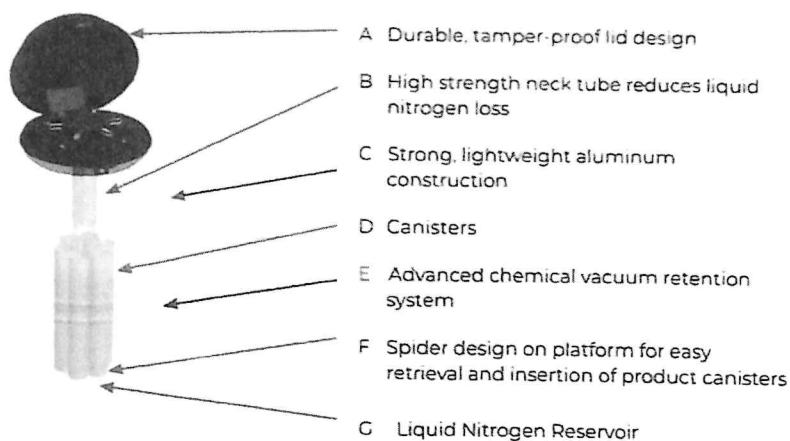 A Durable, tamper-proof lid design
B High strength neck tube reduces liquid
nitrogen loss
C Strong, lightweight aluminum
construction
D Canisters
E Advanced chemical vacuum retention
system
F Spider design on platform for easy
retrieval and insertion of product canisters
G Liquid Nitrogen Reservoir